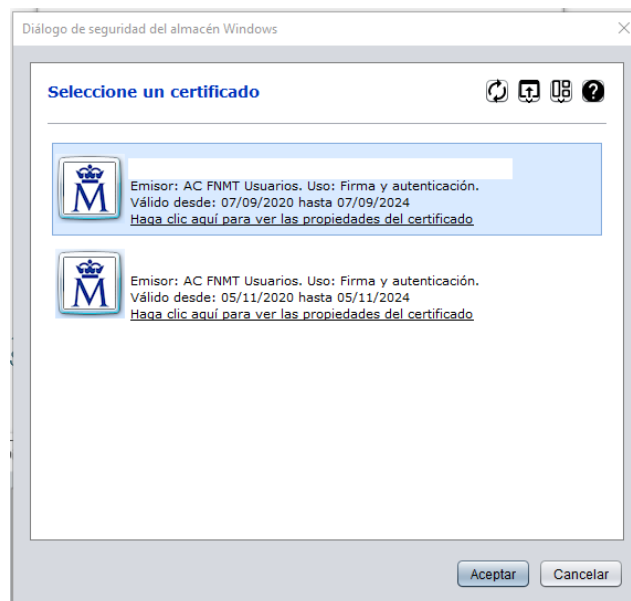 Diálogo de seguridad del almacén Windows
Seleccione un certificado
Emisor: AC FNMT Usuarios. Uso: Firma y autenticación.
Válido desde: 07/09/2020 hasta 07/09/2024
Haga clic aquí para ver las propiedades del certificado
Emisor: AC FNMT Usuarios. Uso: Firma y autenticación.
Válido desde: 05/11/2020 hasta 05/11/2024
Haga clic aquí para ver las propiedades del certificado
Aceptar Cancelar